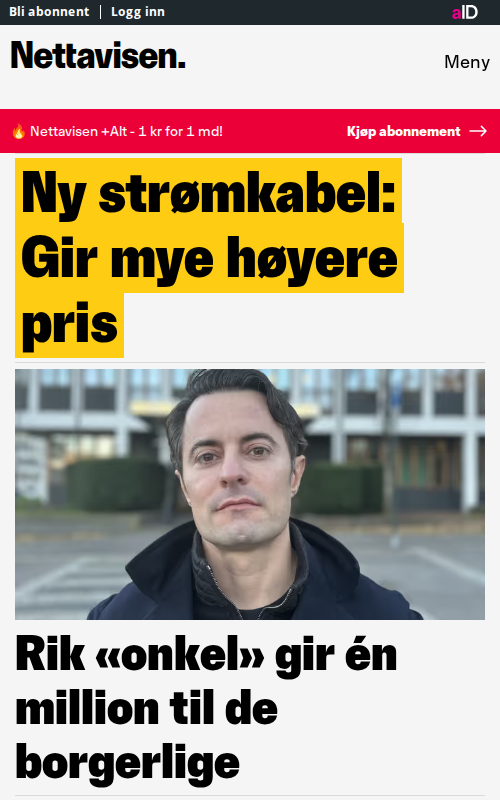 Bli abonnent | Logg inn aID
Nettavisen.
Meny
🔥 Nettavisen +Alt - 1 kr for 1 md! Kjøp abonnement →
Ny strømkabel:
Gir mye høyere
pris
Rik «onkel» gir én
million til de
borgerlige